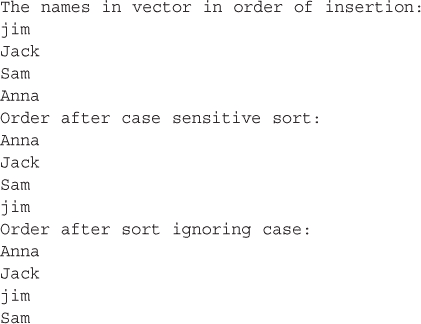 The names in vector in order of insertion:
jim
Jack
Sam
Anna
Order after case sensitive sort:
Anna
Jack
Sam
jim
Order after sort ignoring case:
Anna
Jack
jim
Sam